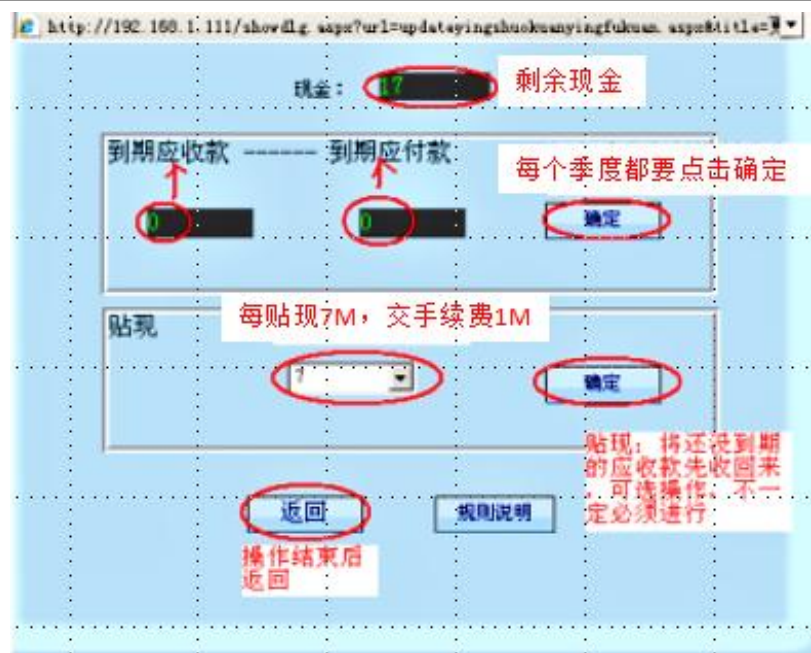 http://192.168.1.111/showdlg.aspx?url=updateyingshoukuanyingfukuan.aspx&title=
现金： 17 剩余现金
到期应收款 ------ 到期应付款
每个季度都要点击确定
0 0 确定
每贴现7M，交手续费1M
贴现
7 确定
贴现：将还没到期
的应收款先收回来
，可选操作、不一
定必须进行
返回 规则说明
操作结束后
返回